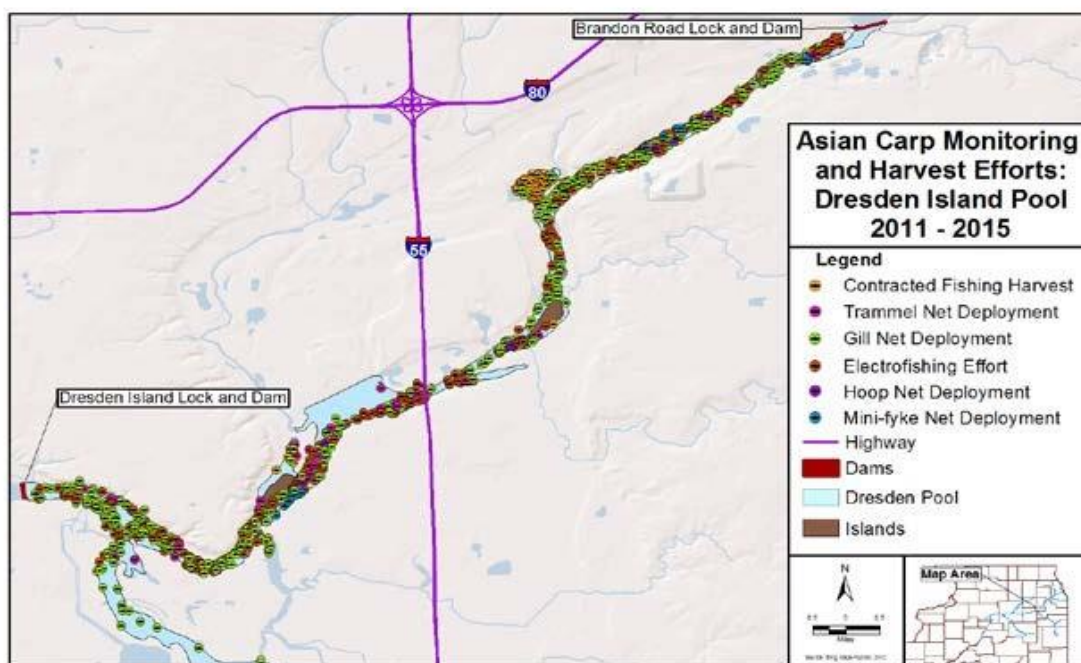 Brandon Road Lock and Dam
80
55
Dresden Island Lock and Dam
Asian Carp Monitoring
and Harvest Efforts:
Dresden Island Pool
2011 - 2015
Legend
Contracted Fishing Harvest
Trammel Net Deployment
Gill Net Deployment
Electrofishing Effort
Hoop Net Deployment
Mini-fyke Net Deployment
Highway
Dams
Dresden Pool
Islands
N
Map Area